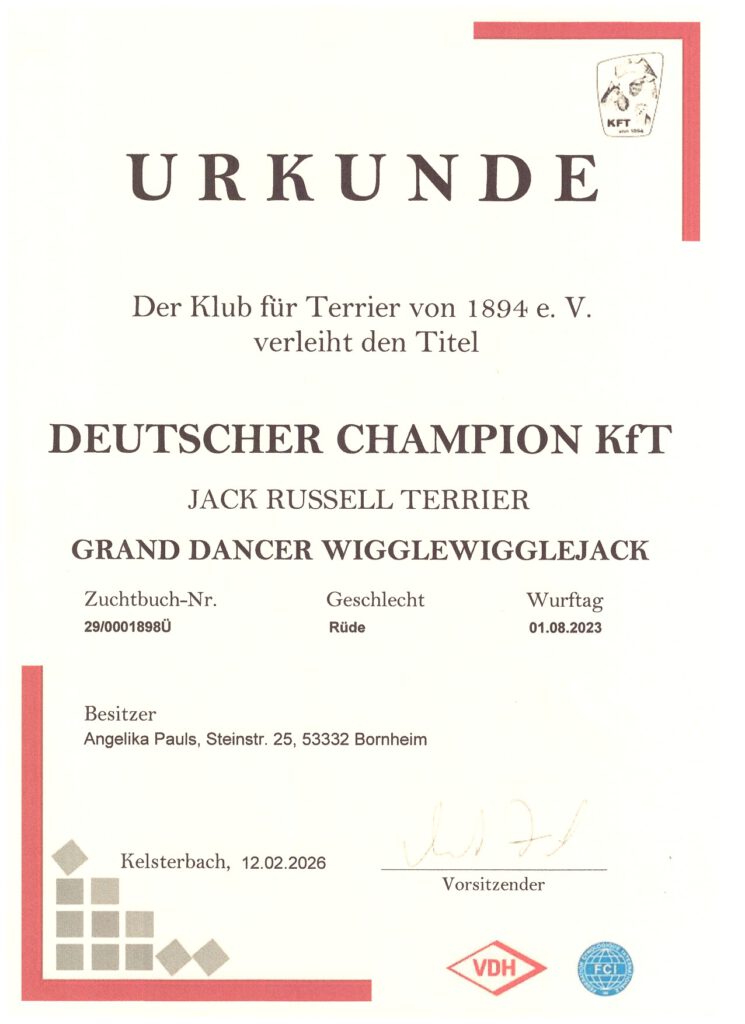 KFT
von 1894
URKUNDE
Der Klub für Terrier von 1894 e. V.
verleiht den Titel
DEUTSCHER CHAMPION KfT
JACK RUSSELL TERRIER
GRAND DANCER WIGGLEWIGGLEJACK
Zuchtbuch-Nr. Geschlecht Wurftag
29/0001898Ü Rüde 01.08.2023
Besitzer
Angelika Pauls, Steinstr. 25, 53332 Bornheim
Kelsterbach, 12.02.2026
Vorsitzender
VDH
FCI